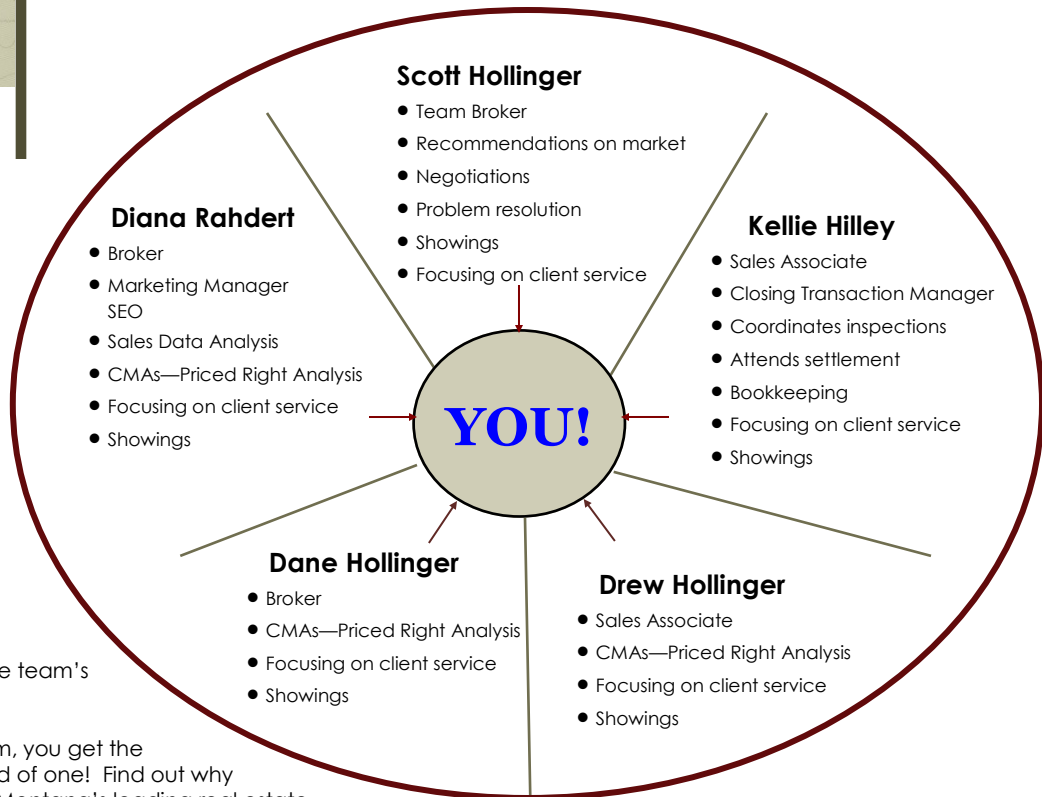 Scott Hollinger
● Team Broker
● Recommendations on market
● Negotiations
● Problem resolution
● Showings
● Focusing on client service
Diana Rahdert
● Broker
● Marketing Manager
SEO
● Sales Data Analysis
● CMAs—Priced Right Analysis
● Focusing on client service
● Showings
Kellie Hilley
● Sales Associate
● Closing Transaction Manager
● Coordinates inspections
● Attends settlement
● Bookkeeping
● Focusing on client service
● Showings
YOU!
Dane Hollinger
● Broker
● CMAs—Priced Right Analysis
● Focusing on client service
● Showings
Drew Hollinger
● Sales Associate
● CMAs—Priced Right Analysis
● Focusing on client service
● Showings
e team's
, you get the
d of one! Find out why
Montana's leading real estate